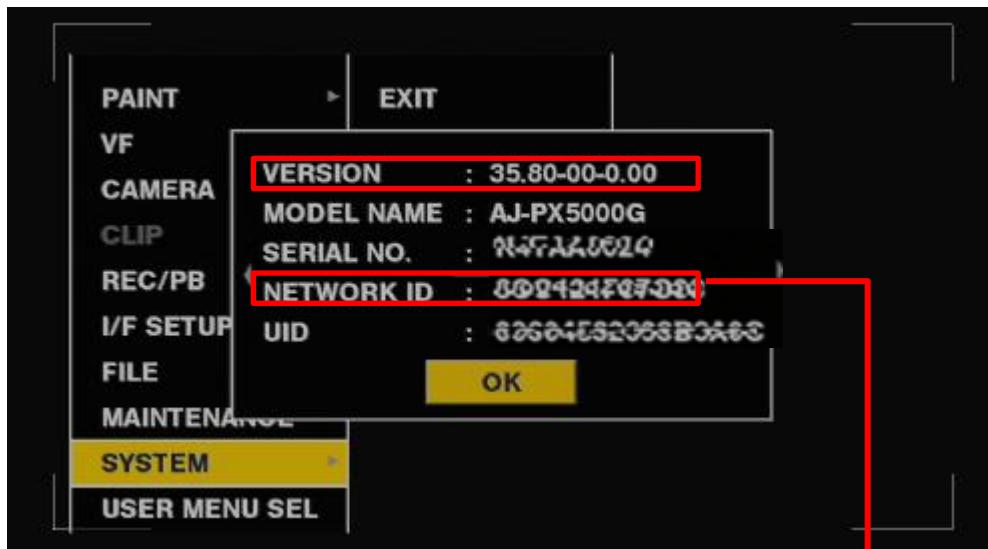 PAINT EXIT
VF
VERSION : 35.80-00-0.00
CAMERA
MODEL NAME : AJ-PX5000G
CLIP
SERIAL NO. :
REC/PB
NETWORK ID :
I/F SETUP
UID :
FILE
OK
SYSTEM
USER MENU SEL